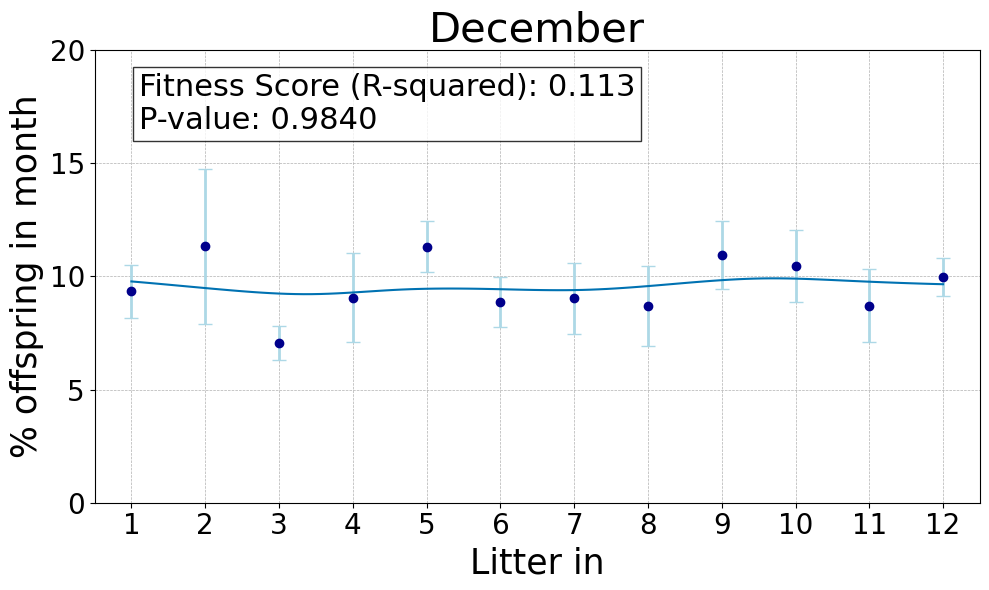 December
Fitness Score (R-squared): 0.113
P-value: 0.9840
% offspring in month
20
15
10
5
0
1 2 3 4 5 6 7 8 9 10 11 12
Litter in